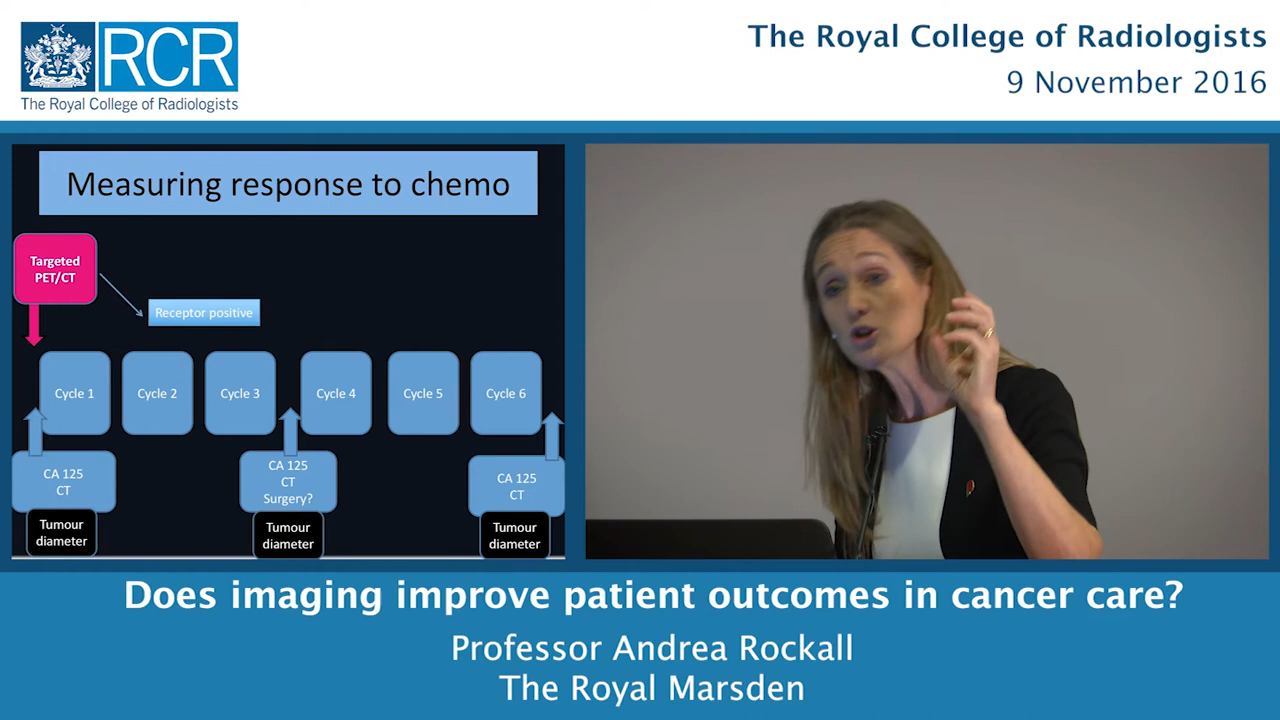 RCR
The Royal College of Radiologists
The Royal College of Radiologists
9 November 2016
Measuring response to chemo
Targeted
PET/CT
Receptor positive
Cycle 1
Cycle 2
Cycle 3
Cycle 4
Cycle 5
Cycle 6
CA 125
CT
CA 125
CT
Surgery?
CA 125
CT
Tumour
diameter
Tumour
diameter
Tumour
diameter
Does imaging improve patient outcomes in cancer care?
Professor Andrea Rockall
The Royal Marsden